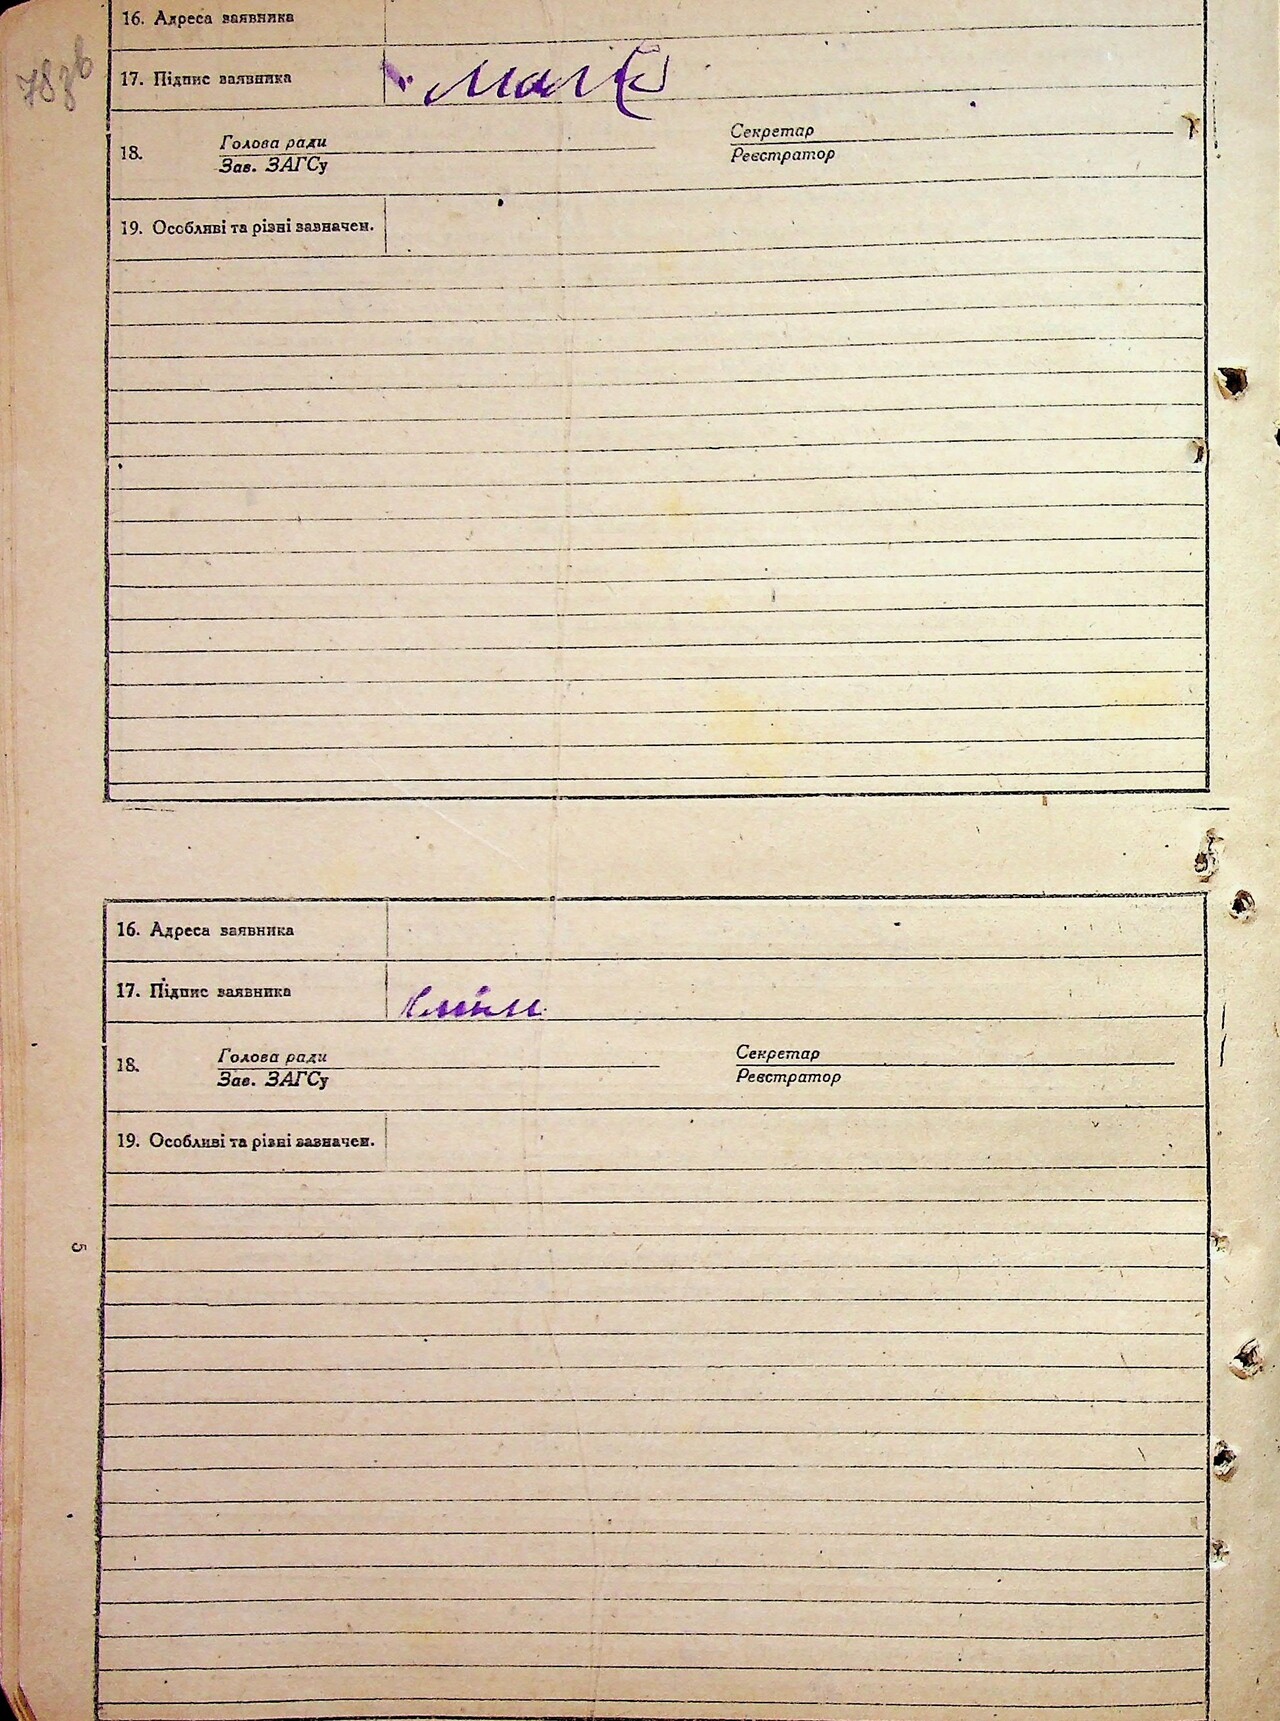 16. Адреса заявника
17. Підпис заявника
18. Голова ради Секретар
Зав. ЗАГСу Реєстратор
19. Особливі та різні зазначен.
16. Адреса заявника
17. Підпис заявника
18. Голова ради Секретар
Зав. ЗАГСу Реєстратор
19. Особливі та різні зазначен.
5